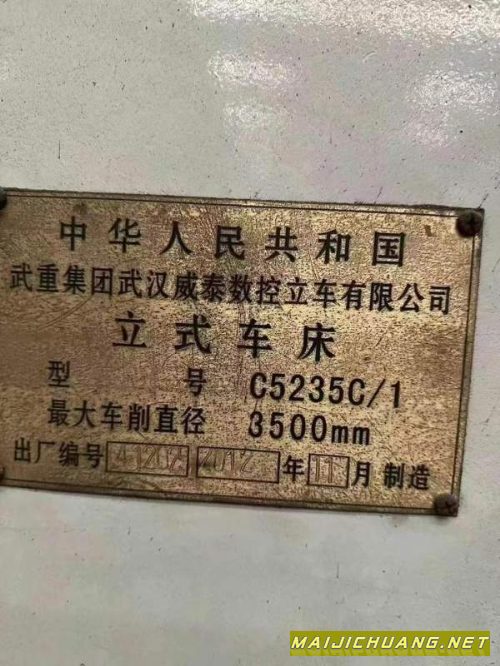 中华人民共和国
武重集团武汉威泰数控立车有限公司
立式车床
型 号 C5235C/1
最大车削直径 3500mm
出厂编号 2012 年 11 月 制造
MAIJICHUANG.NET